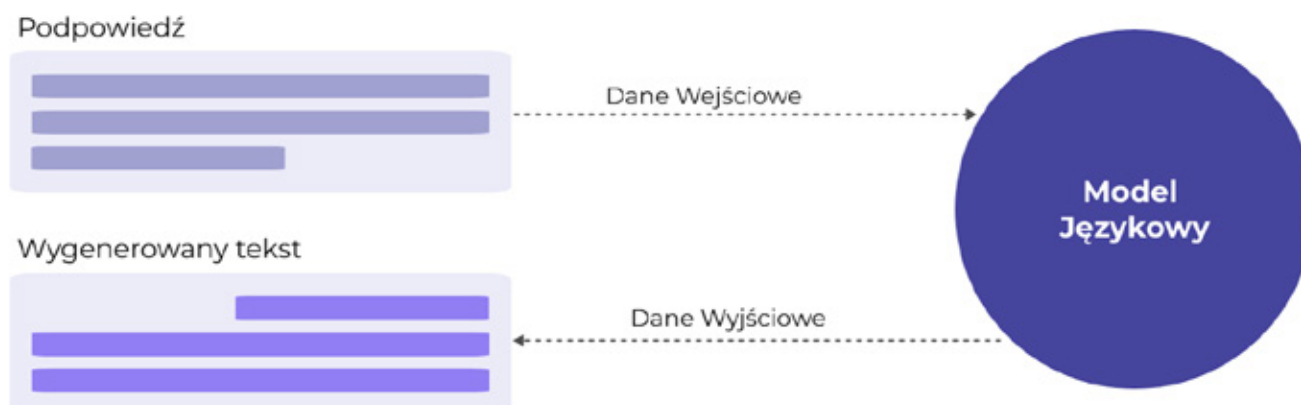 Podpowiedź
Dane Wejściowe
Model
Językowy
Wygenerowany tekst
Dane Wyjściowe